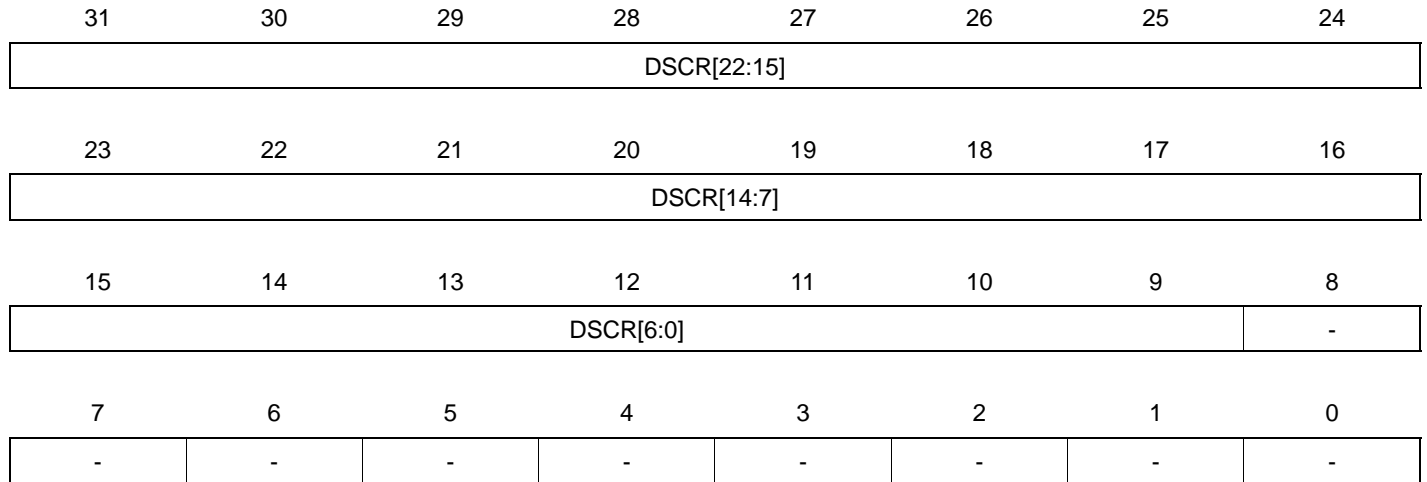 31 30 29 28 27 26 25 24
DSCR[22:15]
23 22 21 20 19 18 17 16
DSCR[14:7]
15 14 13 12 11 10 9 8
DSCR[6:0] -
7 6 5 4 3 2 1 0
- - - - - - - -